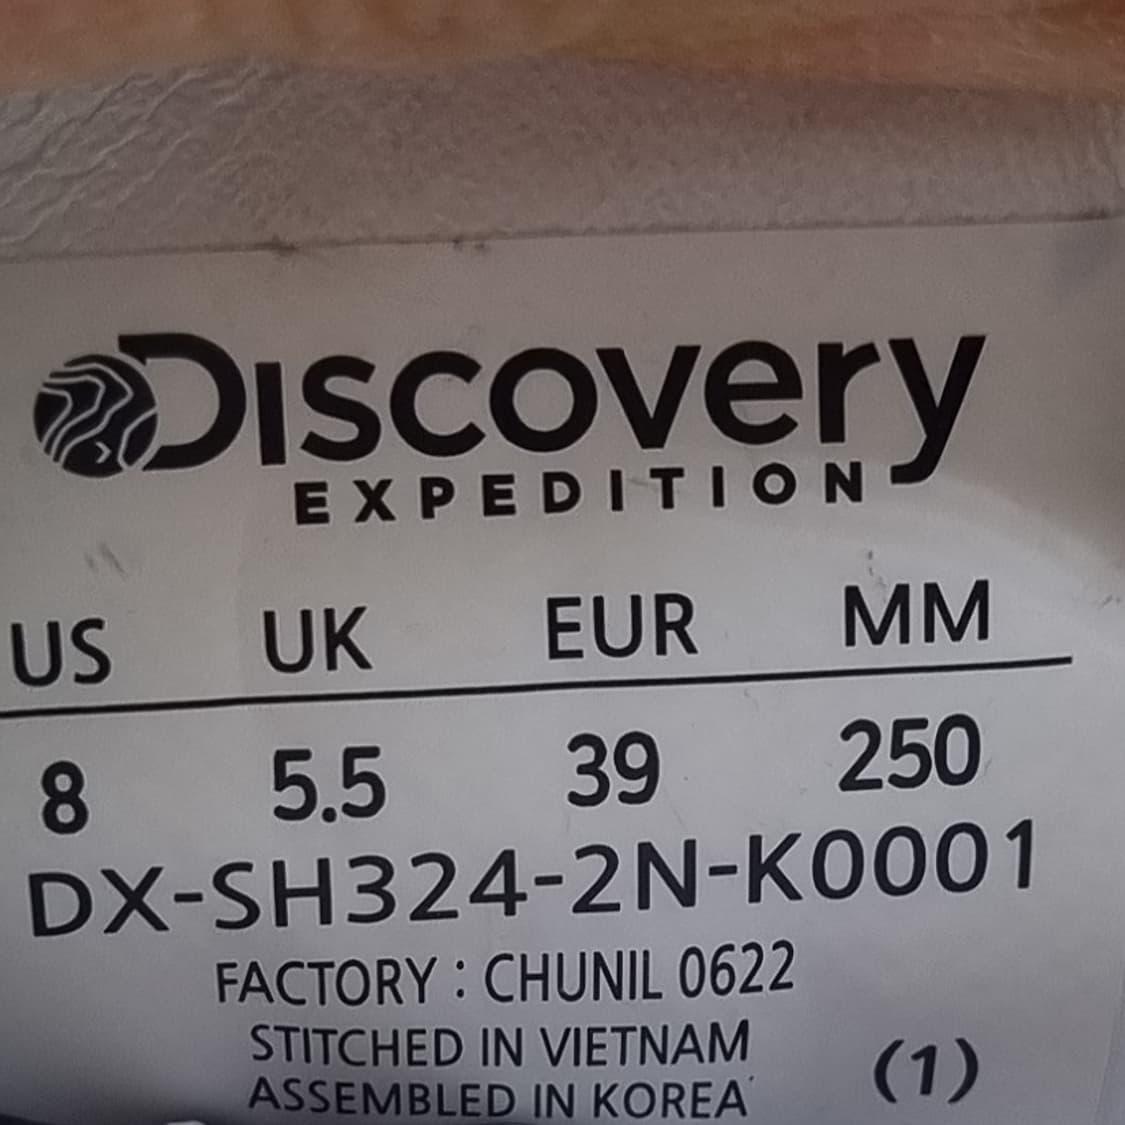 Discovery
EXPEDITION
US UK EUR MM
8 5.5 39 250
DX-SH324-2N-K0001
FACTORY : CHUNIL 0622
STITCHED IN VIETNAM
ASSEMBLED IN KOREA
(1)